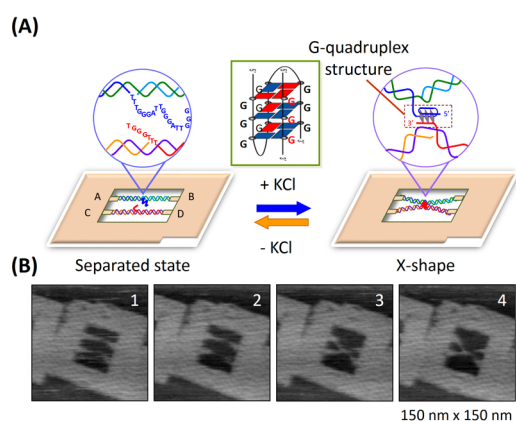 (A)
G-quadruplex
structure
T T T G G G A T T G G G A T T G G
T G G G T T T
G G G G G G
G G G G G G
5'
3'
A B
C D
+ KCl
- KCl
Separated state
X-shape
(B)
1 2 3 4
150 nm x 150 nm